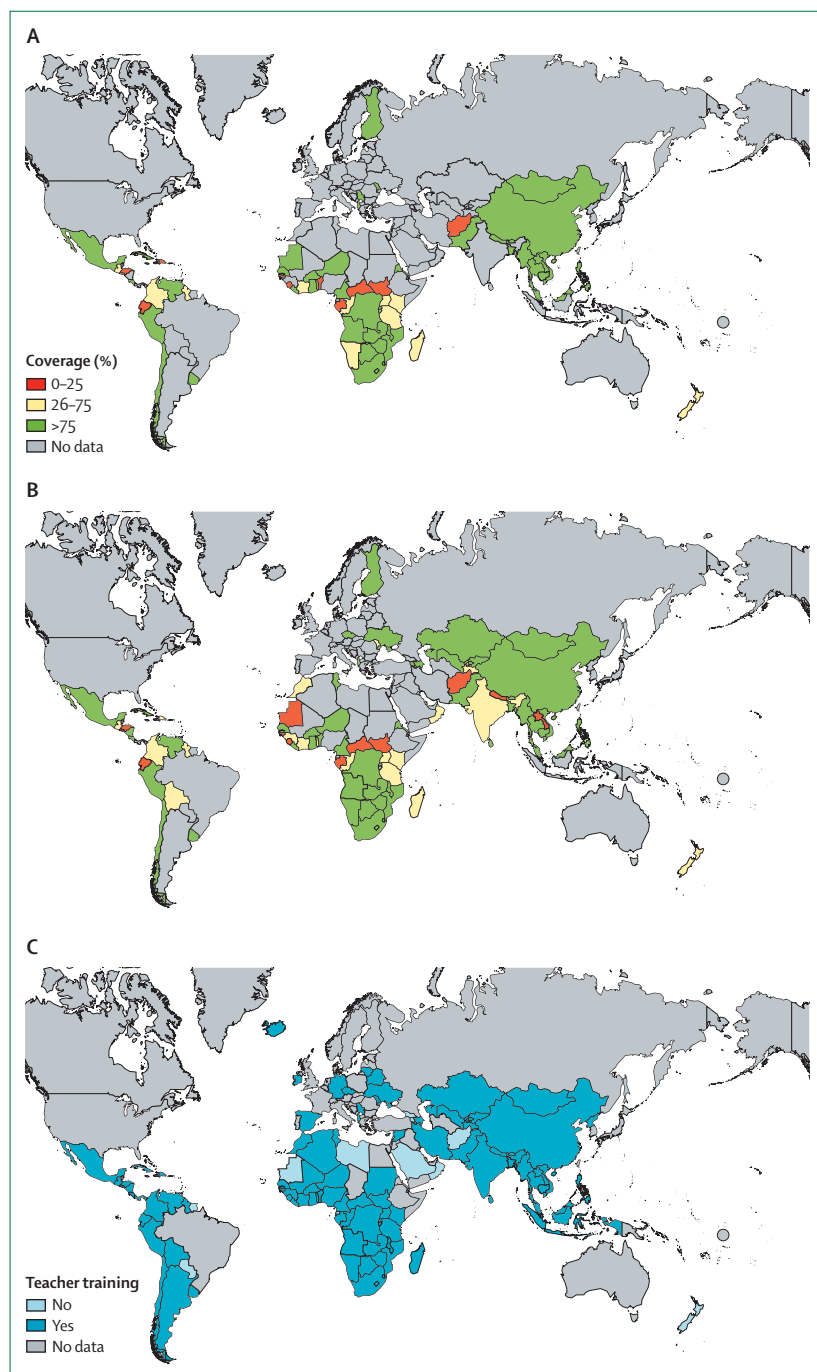 A
Coverage (%)
0–25
26–75
>75
No data
B
C
Teacher training
No
Yes
No data